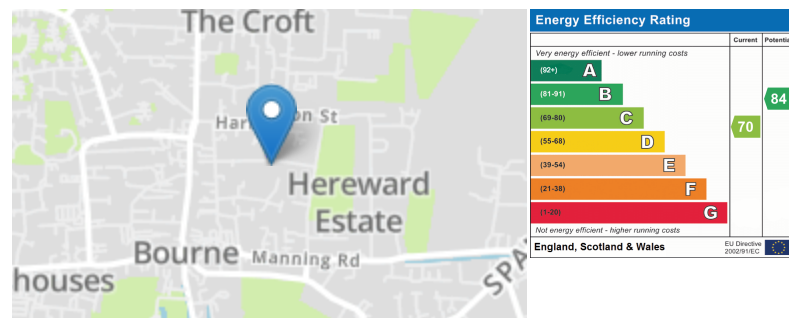 The Croft
on St
Hereward
Estate
Bourne
Manning Rd
houses
SPA
Energy Efficiency Rating
Current
Very energy efficient - lower running costs
(92+) A
(81-91) B
84
(69-80) C
70
(55-68) D
(39-54) E
(21-38) F
(1-20) G
Not energy efficient - higher running costs
England, Scotland & Wales
EU Directive
2002/91/EC